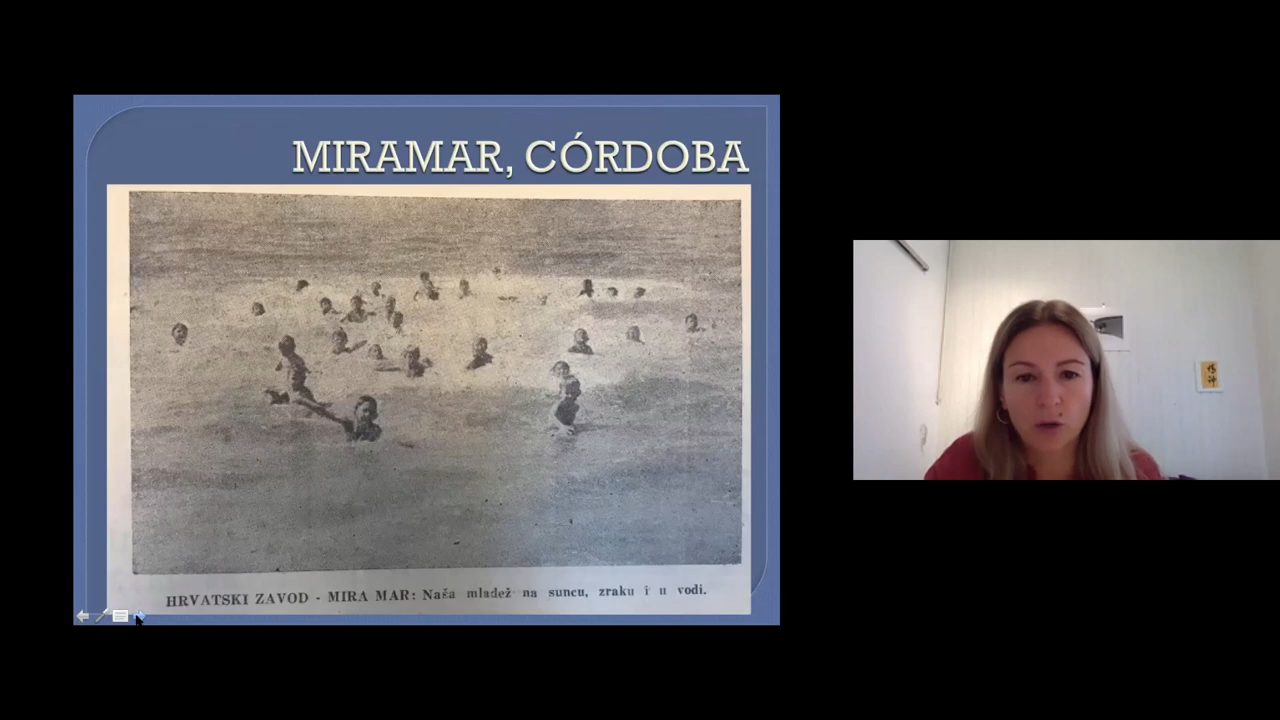 MIRAMAR, CÓRDOBA
HRVATSKI ZAVOD - MIRA MAR: Naša mladež na suncu, zraku i u vodi.